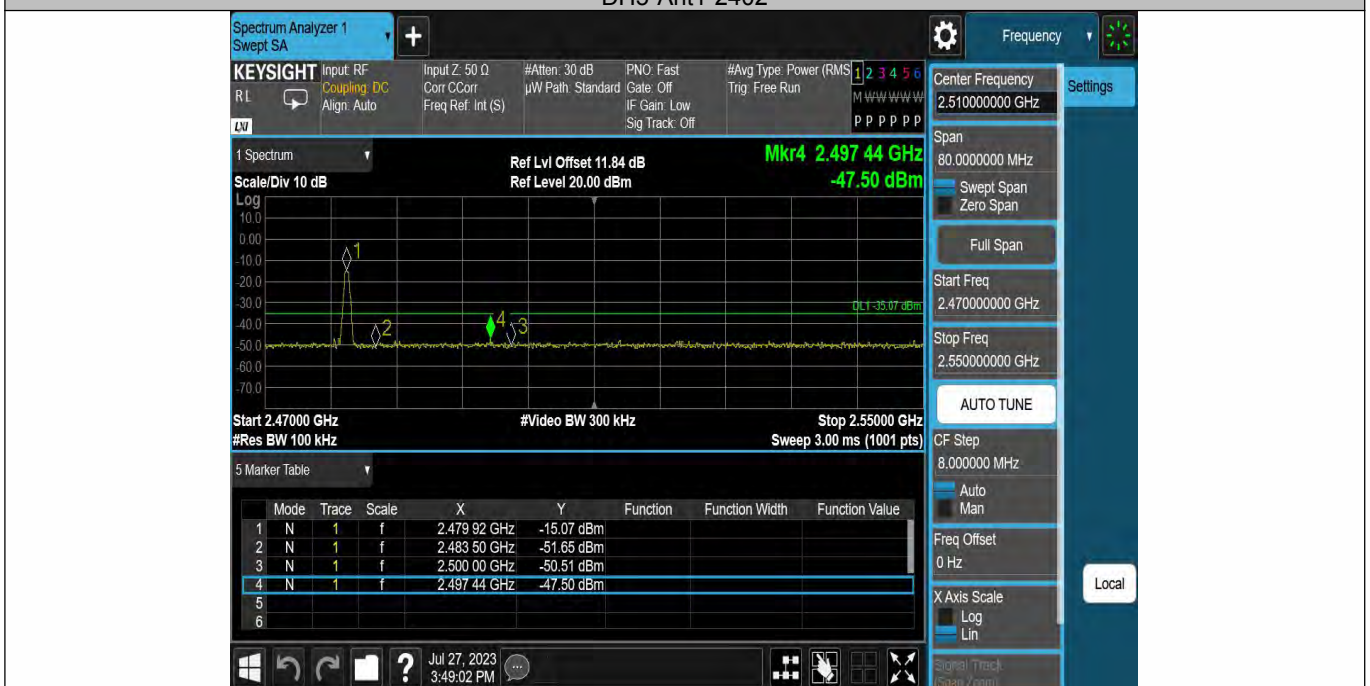 DH5-Ant1-2402
Spectrum Analyzer 1
Swept SA
Frequency
KEYSIGHT
RL
LXI
Input: RF
Coupling: DC
Align: Auto
Input Z: 50 Ω
Corr CCorr
Freq Ref: Int (S)
#Atten: 30 dB
µW Path: Standard
PNO: Fast
Gate: Off
IF Gain: Low
Sig Track: Off
#Avg Type: Power (RMS
Trig: Free Run
1 2 3 4 5 6
M W W W W W
P P P P P P
Center Frequency
2.510000000 GHz
Settings
1 Spectrum
Scale/Div 10 dB
Log
Ref Lvl Offset 11.84 dB
Ref Level 20.00 dBm
Mkr4 2.497 44 GHz
-47.50 dBm
Span
80.0000000 MHz
Swept Span
Zero Span
Full Span
Start Freq
2.470000000 GHz
Stop Freq
2.550000000 GHz
AUTO TUNE
10.0
0.00
-10.0
-20.0
-30.0
-40.0
-50.0
-60.0
-70.0
1
2
4
3
DL1 -35.07 dBm
Start 2.47000 GHz
#Video BW 300 kHz
Stop 2.55000 GHz
#Res BW 100 kHz
Sweep 3.00 ms (1001 pts)
CF Step
8.000000 MHz
Auto
Man
Freq Offset
0 Hz
X Axis Scale
Log
Lin
Signal Track
(Span Zoom)
Local
5 Marker Table
Mode Trace Scale X Y Function Function Width Function Value
1 N 1 f 2.479 92 GHz -15.07 dBm
2 N 1 f 2.483 50 GHz -51.65 dBm
3 N 1 f 2.500 00 GHz -50.51 dBm
4 N 1 f 2.497 44 GHz -47.50 dBm
5
6
?
Jul 27, 2023
3:49:02 PM